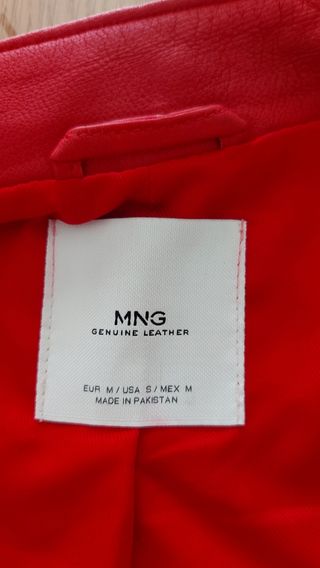 MNG
GENUINE LEATHER
EUR M / USA S / MEX M
MADE IN PAKISTAN